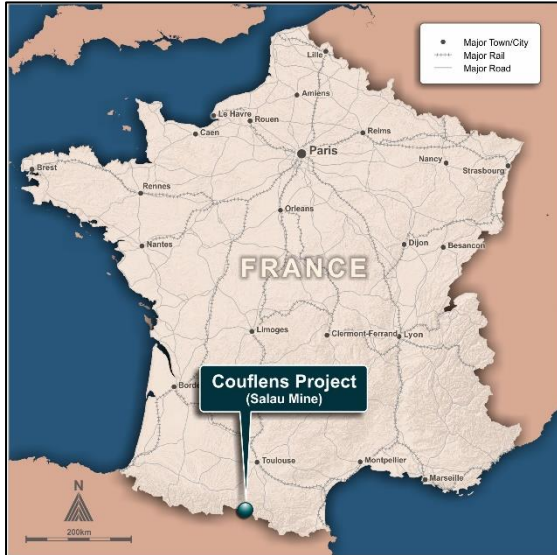 Major Town/City
Major Rail
Major Road
Lille
Amiens
Le Havre
Rouen
Caen
Reims
Paris
Nancy
Strasbourg
Brest
Rennes
Orleans
Nantes
Dijon
Besancon
FRANCE
Limoges
Clermont-Ferrand
Lyon
Couflens Project
(Salau Mine)
Borde
Toulouse
Montpellier
Marseille
N
200km